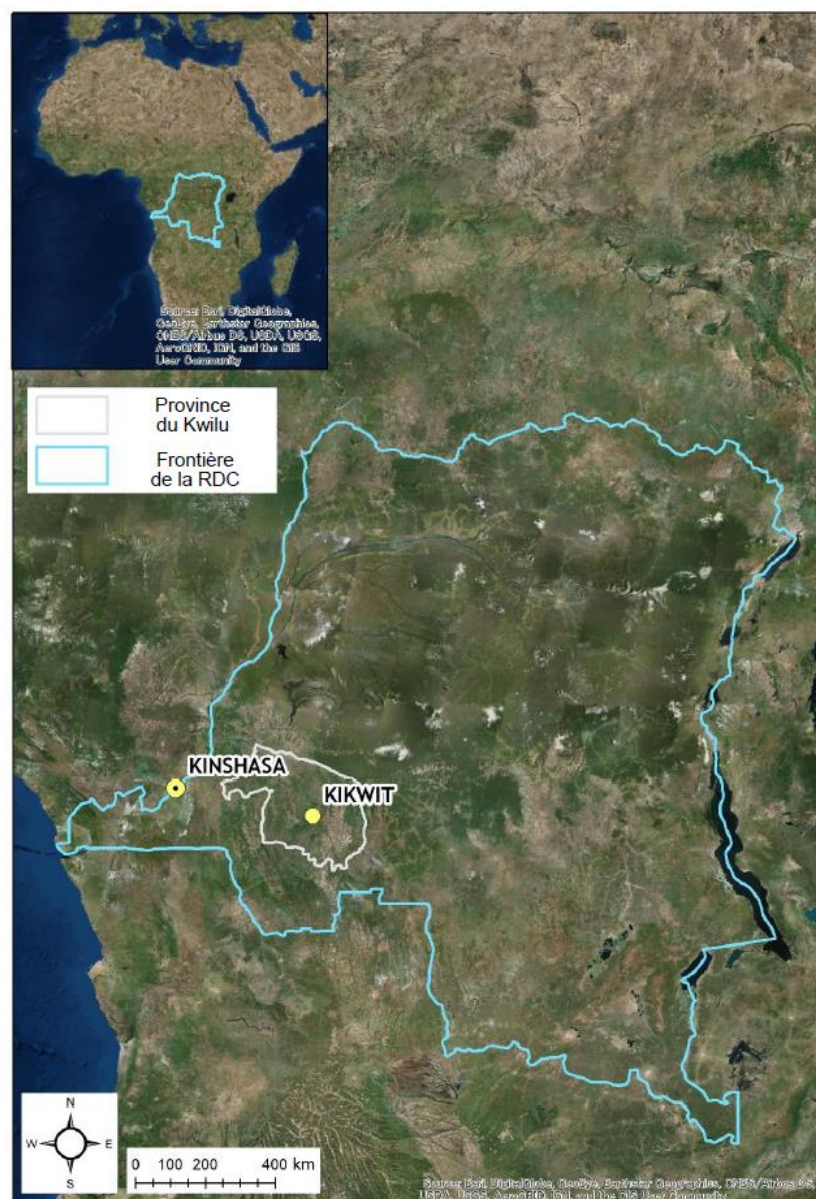 Source: Esri, DigitalGlobe,
GeoEye, Earthstar Geographics,
CNES/Airbus DS, USDA, USGS,
AeroGRID, IGN, and the GIS
User Community
Province
du Kwilu
Frontière
de la RDC
KINSHASA
KIKWIT
N
W
E
S
0 100 200 400 km
Source: Esri, DigitalGlobe, GeoEye, Earthstar Geographics, CNES/Airbus DS,
USDA, USGS, AeroGRID, IGN, and the GIS User Community